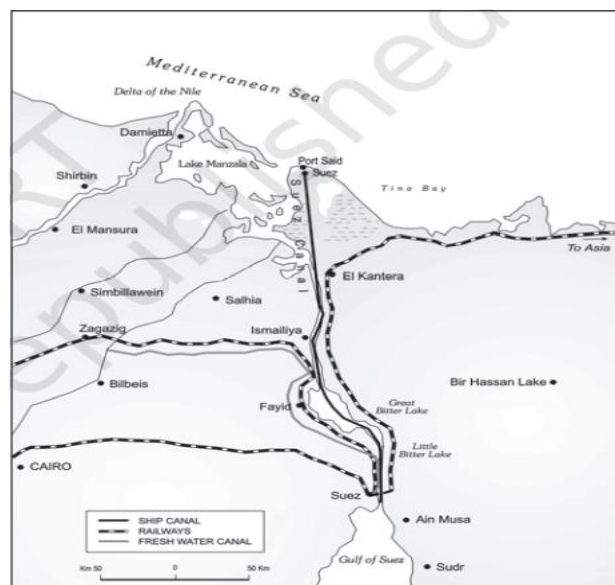 Mediterranean Sea
Delta of the Nile
Damietta
Lake Manzala
Port Said
Suez
Shirbin
Tina Bay
Suez Canal
El Mansura
To Asia
El Kantera
Simbillawein
Salhia
Zagazig
Ismailiya
Bilbeis
Bir Hassan Lake
Fayid
Great
Bitter Lake
Little
Bitter Lake
CAIRO
Suez
Ain Musa
SHIP CANAL
RAILWAYS
FRESH WATER CANAL
Gulf of Suez
Sudr
Km 50
0
50 Km